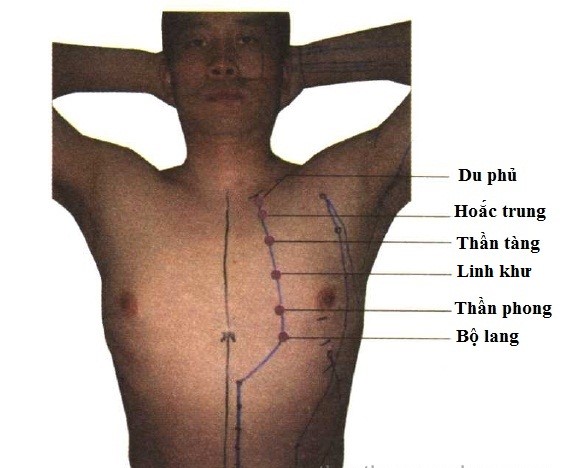 Du phủ
Hoắc trung
Thần tàng
Linh khư
Thần phong
Bộ lang